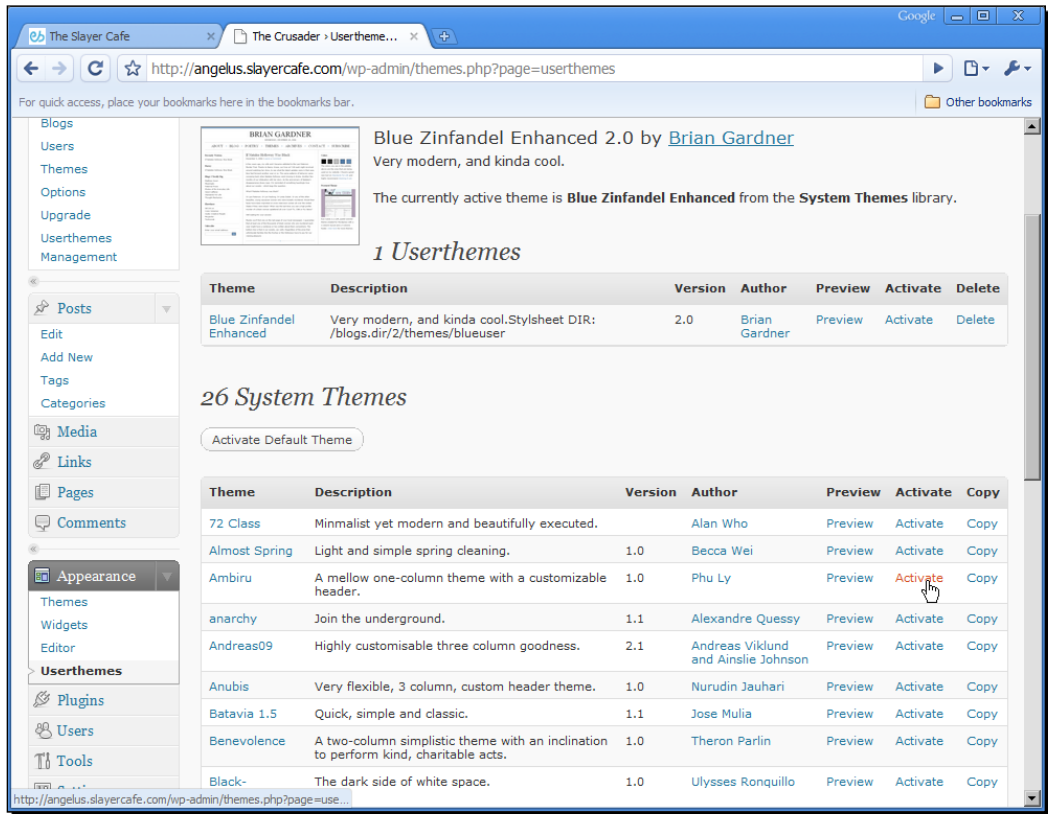 Google
The Slayer Cafe
The Crusader › Usertheme...
http://angelus.slayercafe.com/wp-admin/themes.php?page=userthemes
For quick access, place your bookmarks here in the bookmarks bar.
Other bookmarks
Blogs
Users
Themes
Options
Upgrade
Userthemes
Management
Posts
Edit
Add New
Tags
Categories
Media
Links
Pages
Comments
Appearance
Themes
Widgets
Editor
Userthemes
Plugins
Users
Tools
BRIAN GARDNER
Blue Zinfandel Enhanced 2.0 by Brian Gardner
Very modern, and kinda cool.
The currently active theme is Blue Zinfandel Enhanced from the System Themes library.
1 Userthemes
Theme Description Version Author Preview Activate Delete
Blue Zinfandel Very modern, and kinda cool.Stylsheet DIR: 2.0 Brian Preview Activate Delete
Enhanced /blogs.dir/2/themes/blueuser Gardner
26 System Themes
Activate Default Theme
Theme Description Version Author Preview Activate Copy
72 Class Minmalist yet modern and beautifully executed. Alan Who Preview Activate Copy
Almost Spring Light and simple spring cleaning. 1.0 Becca Wei Preview Activate Copy
Ambiru A mellow one-column theme with a customizable 1.0 Phu Ly Preview Activate Copy
header.
anarchy Join the underground. 1.1 Alexandre Quessy Preview Activate Copy
Andreas09 Highly customisable three column goodness. 2.1 Andreas Viklund Preview Activate Copy
and Ainslie Johnson
Anubis Very flexible, 3 column, custom header theme. 1.0 Nurudin Jauhari Preview Activate Copy
Batavia 1.5 Quick, simple and classic. 1.1 Jose Mulia Preview Activate Copy
Benevolence A two-column simplistic theme with an inclination 1.0 Theron Parlin Preview Activate Copy
to perform kind, charitable acts.
Black- The dark side of white space. 1.0 Ulysses Ronquillo Preview Activate Copy
http://angelus.slayercafe.com/wp-admin/themes.php?page=use...